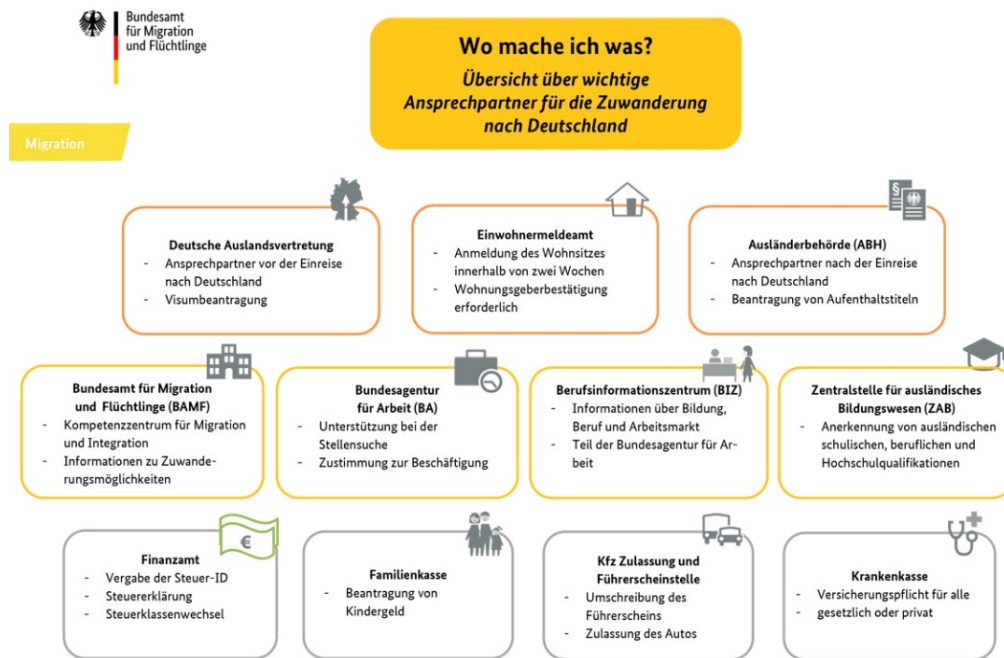 Bundesamt
für Migration
und Flüchtlinge
Wo mache ich was?
Übersicht über wichtige
Ansprechpartner für die Zuwanderung
nach Deutschland
Migration
Deutsche Auslandsvertretung
- Ansprechpartner vor der Einreise
nach Deutschland
- Visumbeantragung
Einwohnermeldeamt
- Anmeldung des Wohnsitzes
innerhalb von zwei Wochen
- Wohnungsgeberbestätigung
erforderlich
§
Ausländerbehörde (ABH)
- Ansprechpartner nach der Einreise
nach Deutschland
- Beantragung von Aufenthaltstiteln
Bundesamt für Migration
und Flüchtlinge (BAMF)
- Kompetenzzentrum für Migration
und Integration
- Informationen zu Zuwande-
rungsmöglichkeiten
Bundesagentur
für Arbeit (BA)
- Unterstützung bei der
Stellensuche
- Zustimmung zur Beschäftigung
Berufsinformationszentrum (BIZ)
- Informationen über Bildung,
Beruf und Arbeitsmarkt
- Teil der Bundesagentur für Ar-
beit
Zentralstelle für ausländisches
Bildungswesen (ZAB)
- Anerkennung von ausländischen
schulischen, beruflichen und
Hochschulqualifikationen
€
Finanzamt
- Vergabe der Steuer-ID
- Steuererklärung
- Steuerklassenwechsel
Familienkasse
- Beantragung von
Kindergeld
Kfz Zulassung und
Führerscheinstelle
- Umschreibung des
Führerscheins
- Zulassung des Autos
Krankenkasse
- Versicherungspflicht für alle
- gesetzlich oder privat